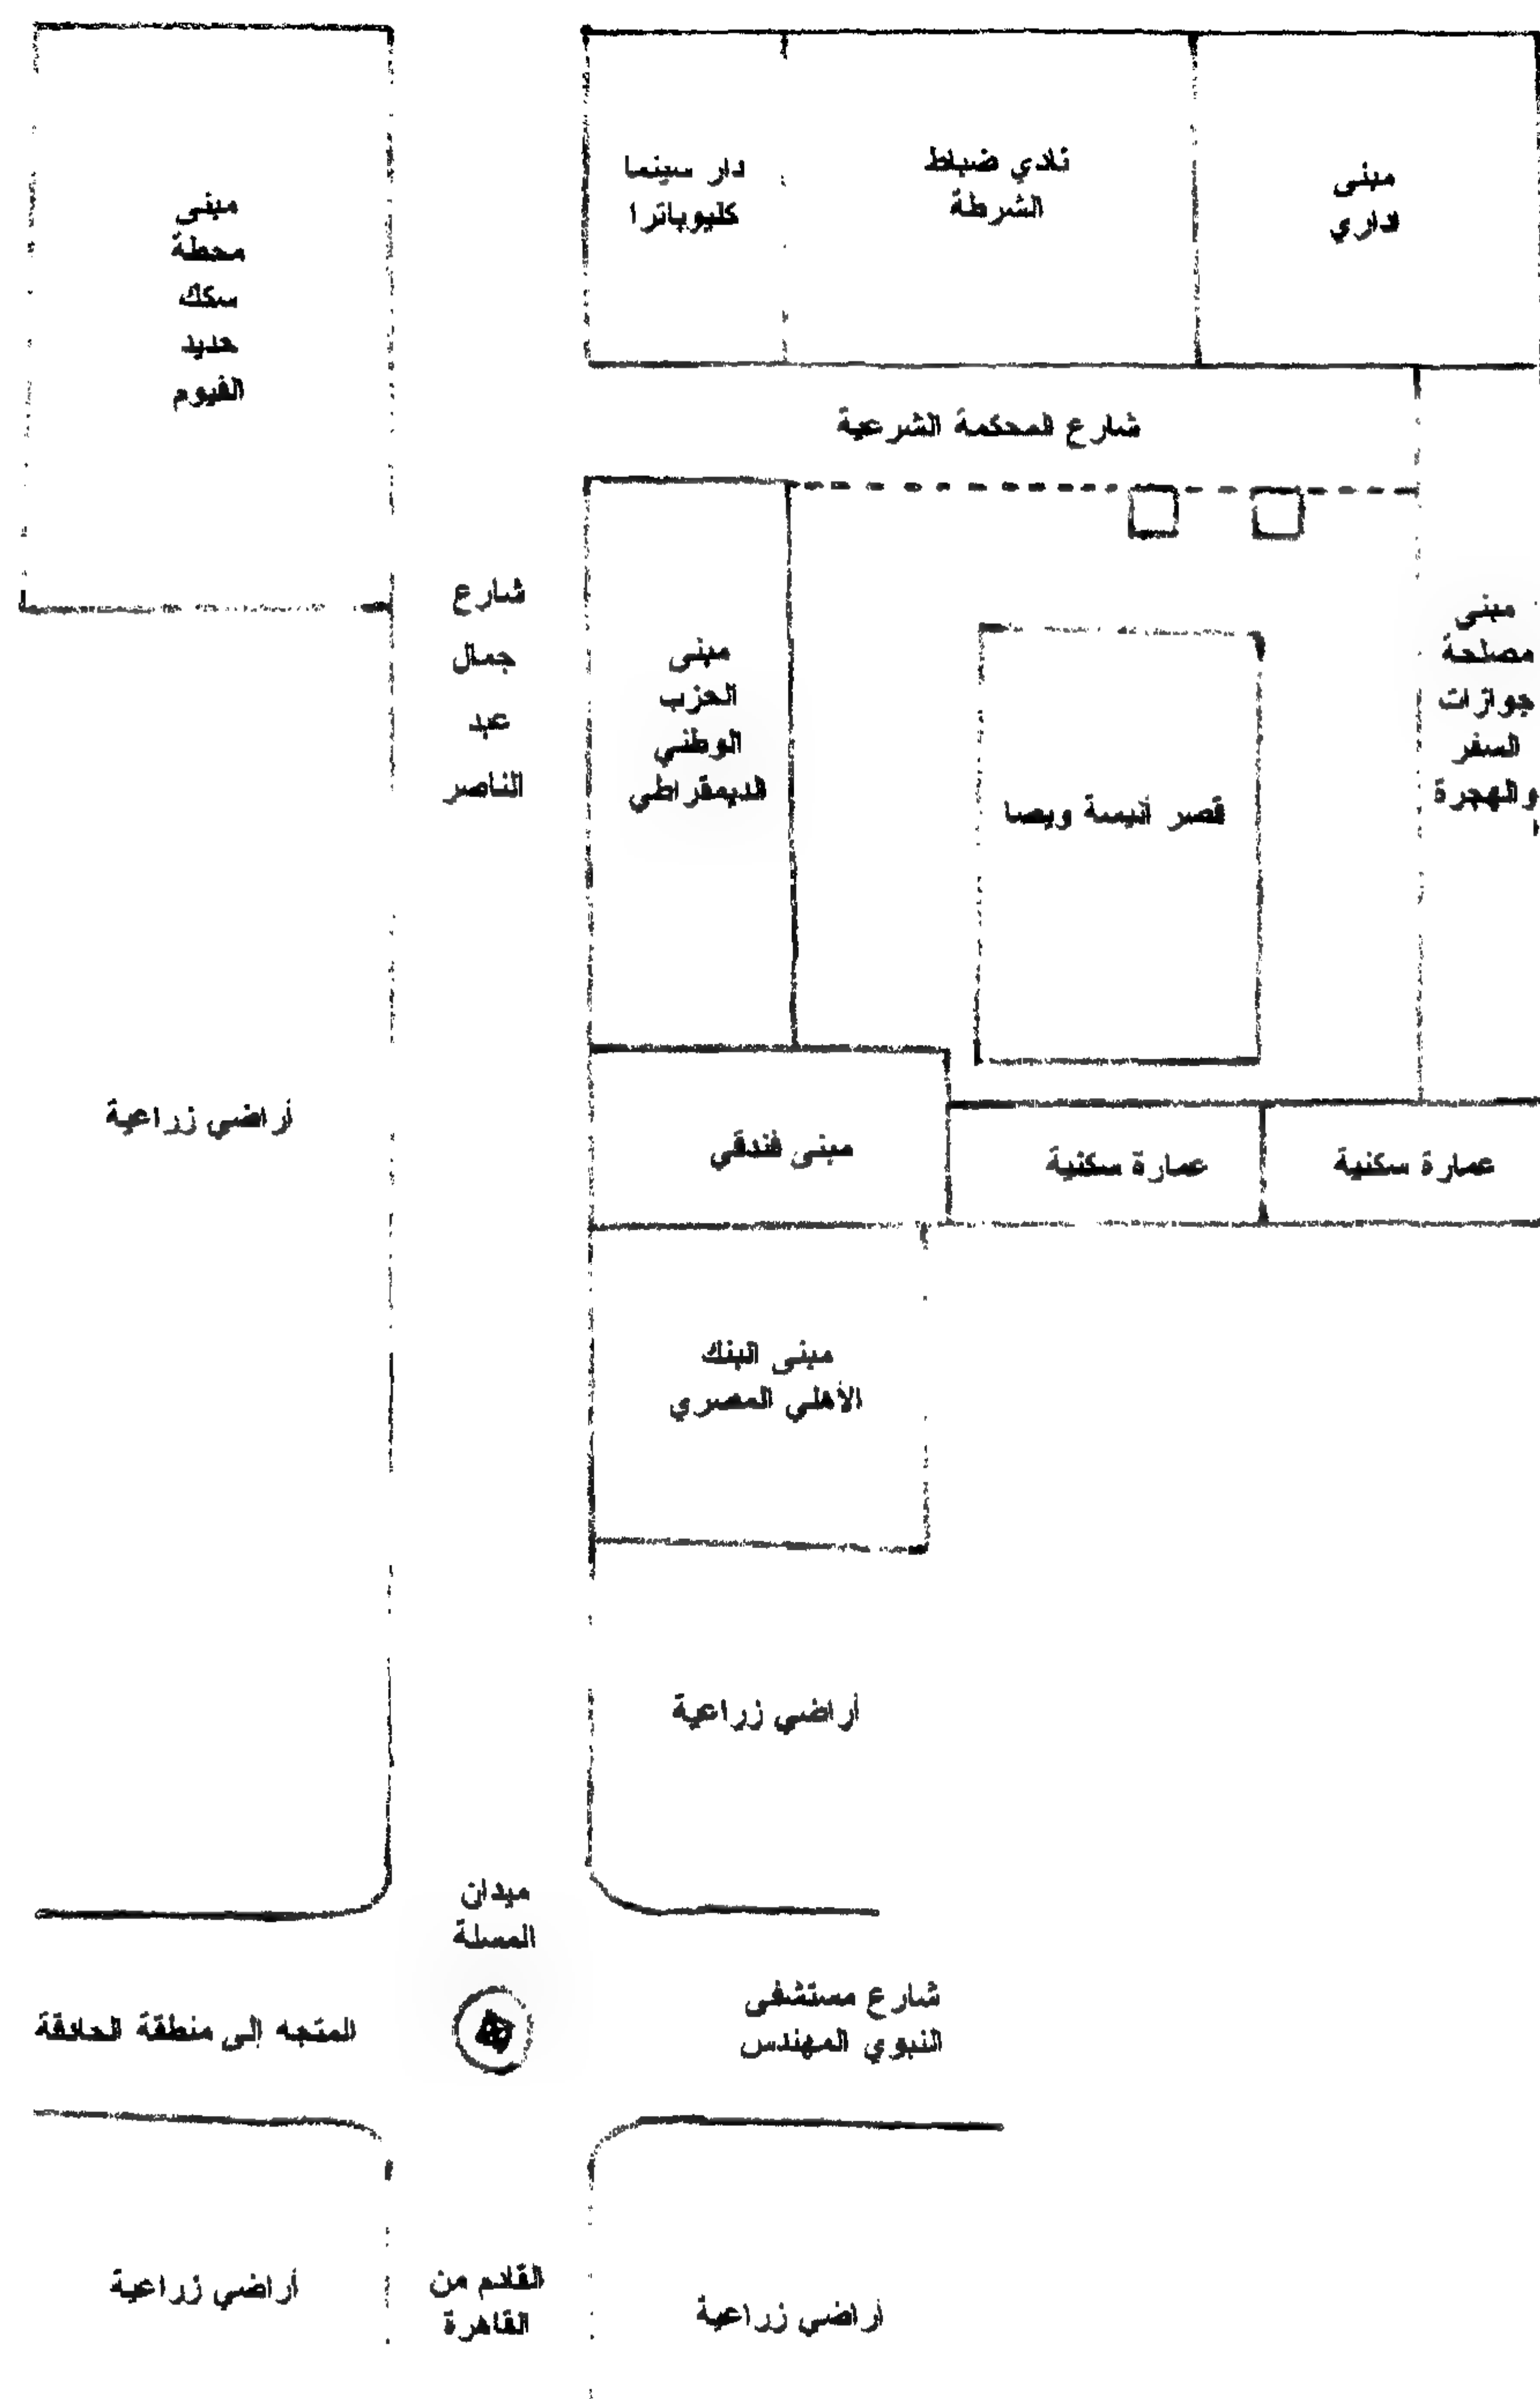 مبنى
إداري
نادي ضباط
الشرطة
دار سينما
كليوباترا
مبنى
محطة
سكك
حديد
الفيوم
شارع المحكمة الشرعية
مبنى
مصلحة
جوازات
السفر
والهجرة
قصر أنيسة ويصا
مبنى
الحزب
الوطني
الديمقراطي
شارع
جمال
عبد
الناصر
عمارة سكنية
عمارة سكنية
مبنى فندقي
أراضي زراعية
مبنى البنك
الأهلي المصري
أراضي زراعية
ميدان
المسلة
شارع مستشفى
النبوي المهندس
المتجه إلى منطقة الحادقة
القادم من
القاهرة
أراضي زراعية
أراضي زراعية